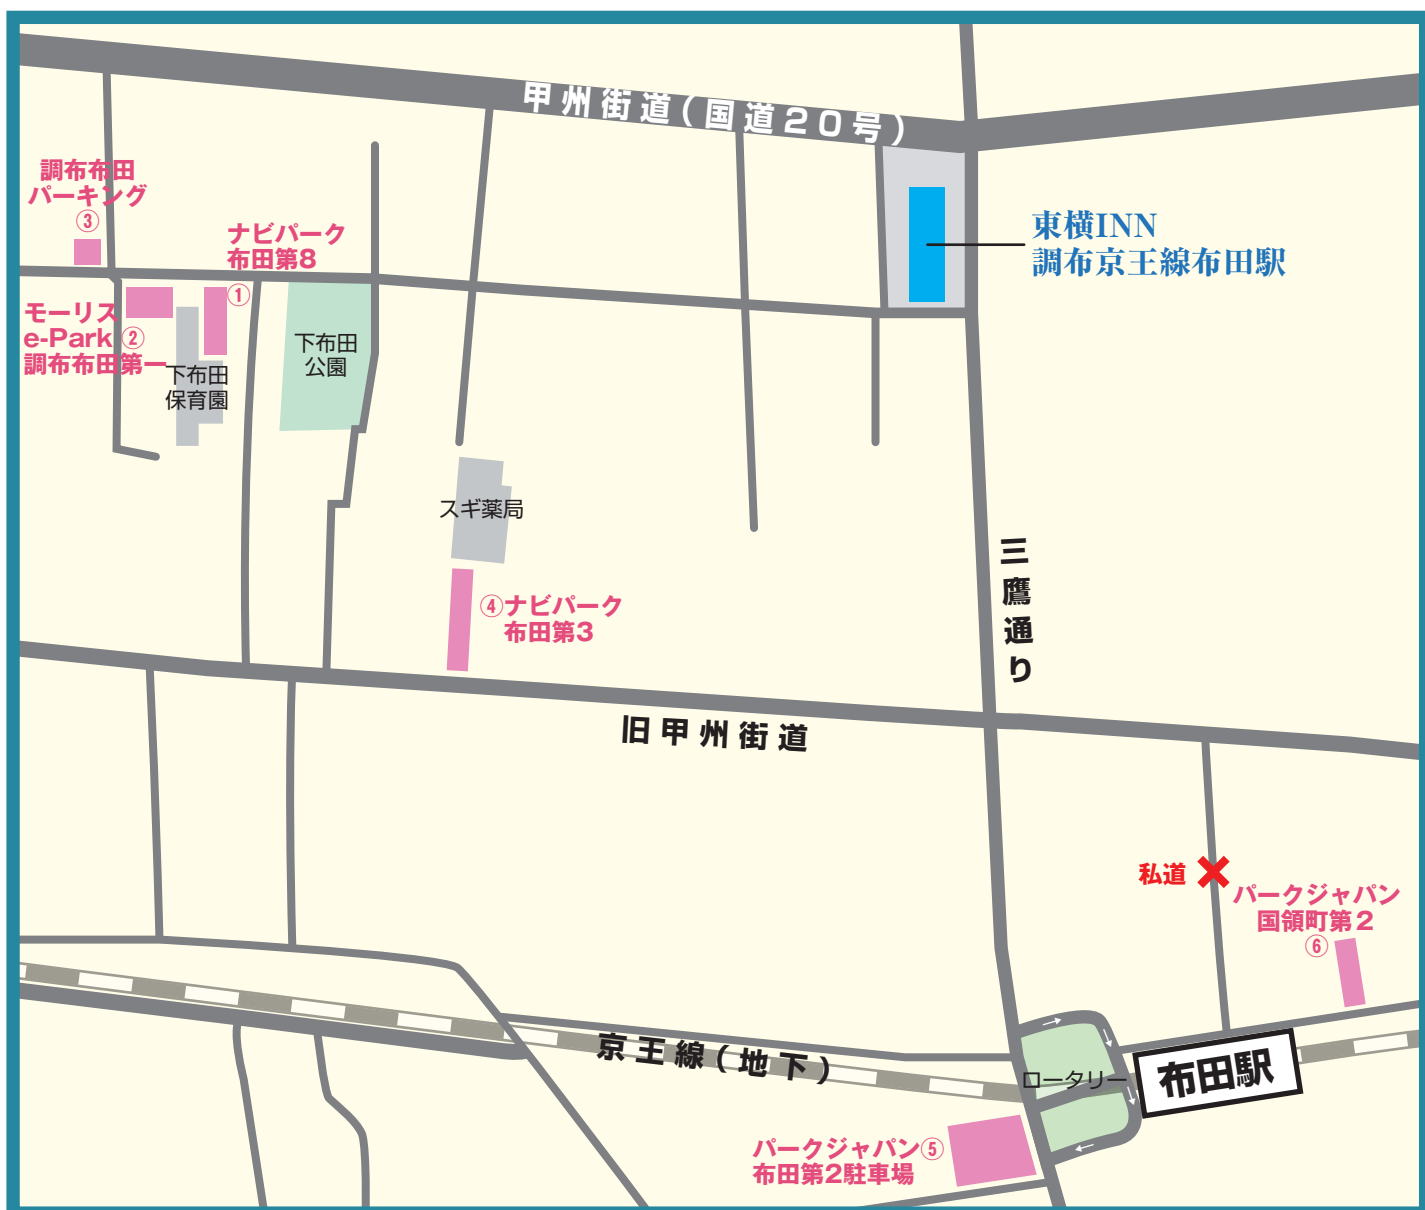 甲州街道(国道20号)
調布布田
パーキング
③
ナビパーク
布田第8
①
東横INN
調布京王線布田駅
モーリス
e-Park②
調布布田第一
下布田
保育園
下布田
公園
スギ薬局
④ナビパーク
布田第3
三鷹通り
旧甲州街道
私道
パークジャパン
国領町第2
⑥
京王線(地下)
ロータリー
布田駅
パークジャパン⑤
布田第2駐車場